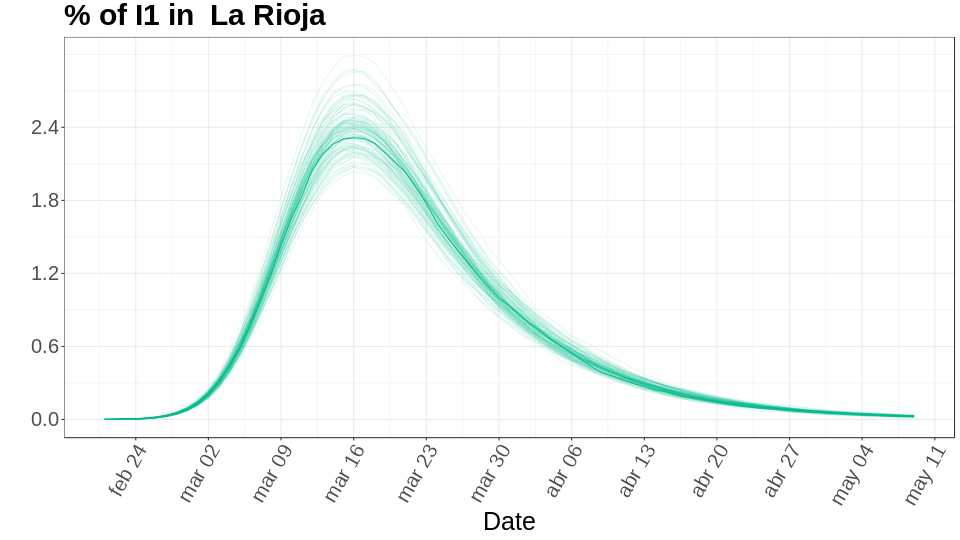 % of I1 in  La Rioja
2.4
1.8
1.2
0.6
0.0
feb 24
mar 02
mar 09
mar 16
mar 23
mar 30
abr 06
abr 13
abr 20
abr 27
may 04
may 11
Date